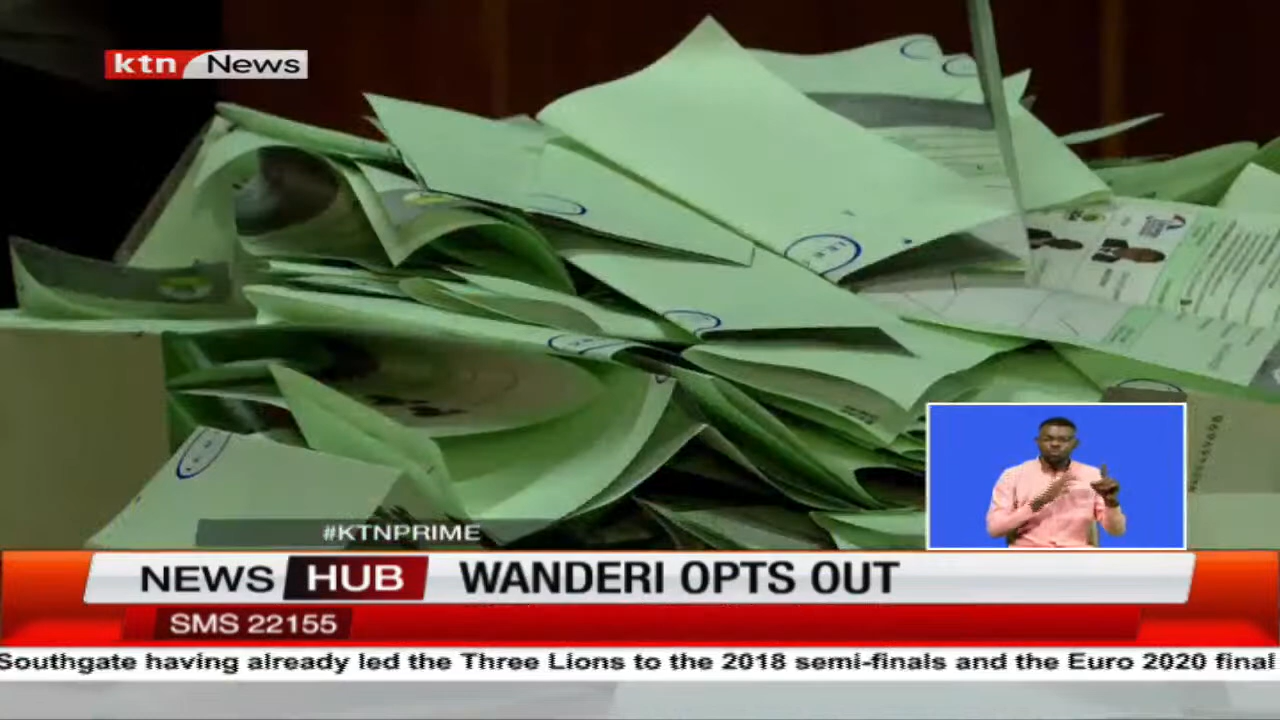 ktn News
#KTNPRIME
NEWS HUB WANDERI OPTS OUT
SMS 22155
Southgate having already led the Three Lions to the 2018 semi-finals and the Euro 2020 final